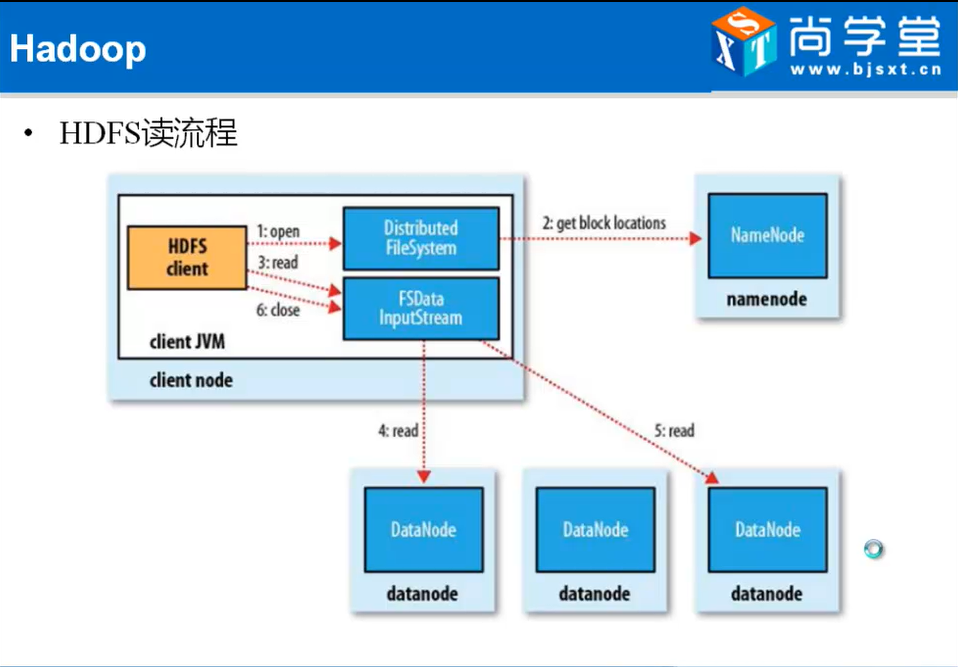 Hadoop
SXT
尚学堂
www.bjsxt.cn
• HDFS读流程
HDFS
client
1: open
3: read
6: close
Distributed
FileSystem
FSData
InputStream
client JVM
client node
2: get block locations
NameNode
namenode
4: read
5: read
DataNode
datanode
DataNode
datanode
DataNode
datanode